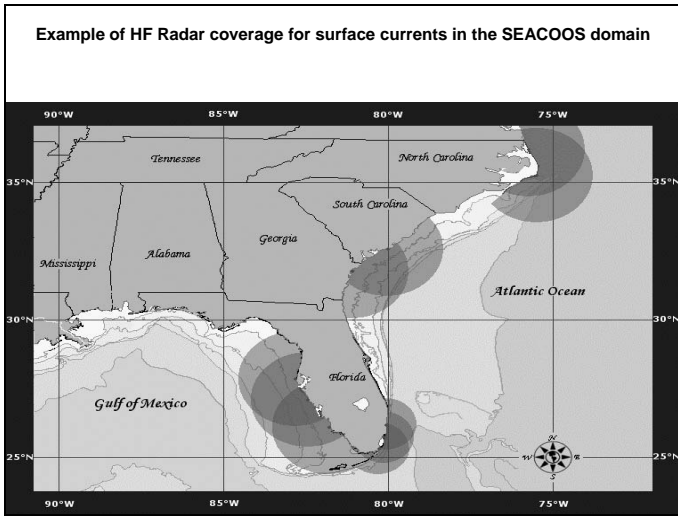 Example of HF Radar coverage for surface currents in the SEACOOS domain
90°W 85°W 80°W 75°W
Tennessee
North Carolina
35°N 35°N
South Carolina
Georgia
Alabama
Mississippi
Atlantic Ocean
30°N 30°N
Florida
Gulf of Mexico
N
25°N W E 25°N
S
90°W 85°W 80°W 75°W